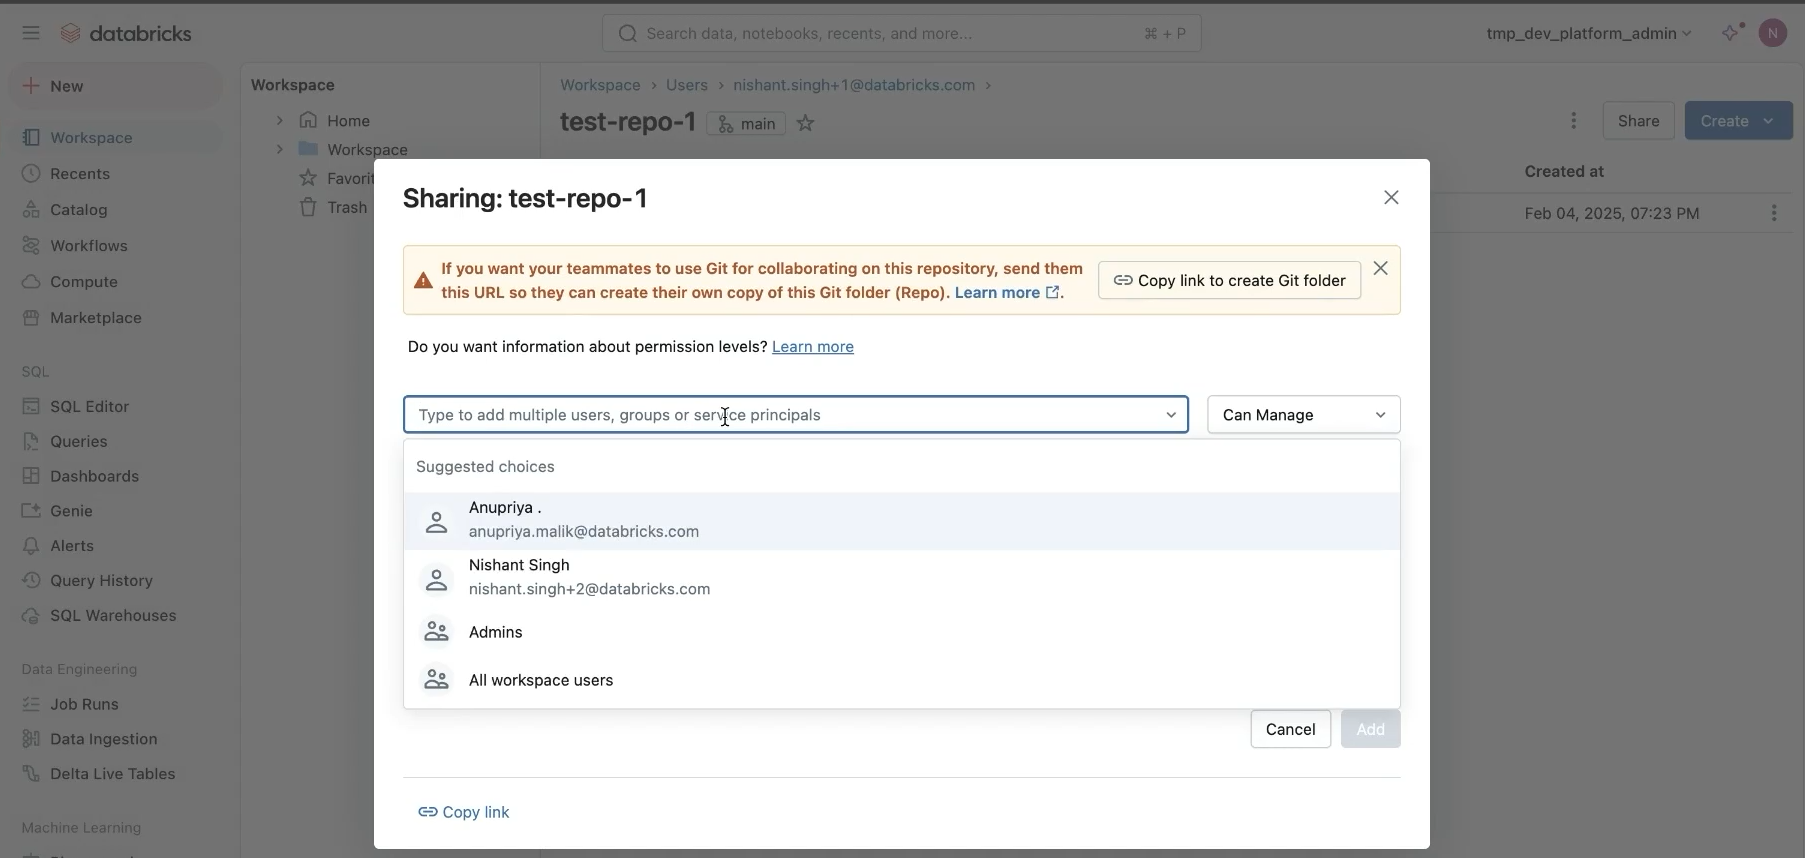 databricks
Search data, notebooks, recents, and more...
⌘ + P
tmp_dev_platform_admin
N
New
Workspace
Recents
Catalog
Workflows
Compute
Marketplace
SQL
SQL Editor
Queries
Dashboards
Genie
Alerts
Query History
SQL Warehouses
Data Engineering
Job Runs
Data Ingestion
Delta Live Tables
Machine Learning
Workspace
Home
Workspace
Favorit
Trash
Workspace > Users > nishant.singh+1@databricks.com >
test-repo-1 main
Share
Create
Created at
Feb 04, 2025, 07:23 PM
Sharing: test-repo-1
If you want your teammates to use Git for collaborating on this repository, send them
this URL so they can create their own copy of this Git folder (Repo). Learn more .
Copy link to create Git folder
Do you want information about permission levels? Learn more
Type to add multiple users, groups or service principals
Can Manage
Suggested choices
Anupriya .
anupriya.malik@databricks.com
Nishant Singh
nishant.singh+2@databricks.com
Admins
All workspace users
Cancel
Add
Copy link